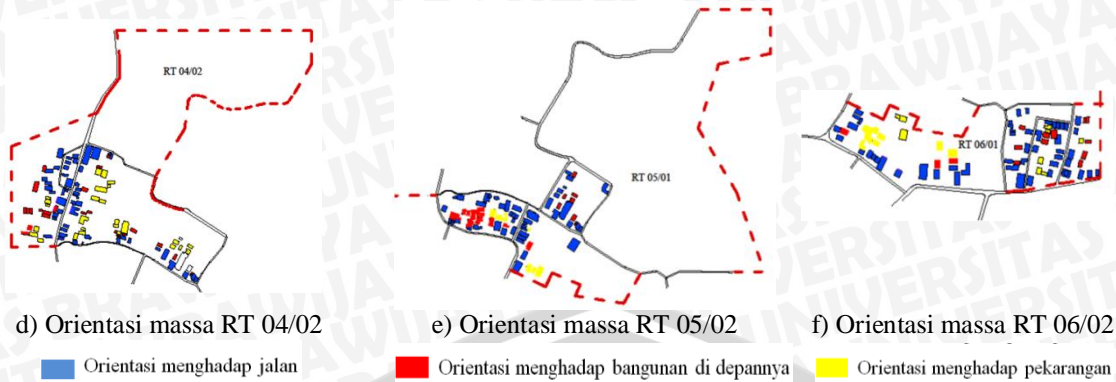 RT 04/02
RT 05/01
RT 06/01
d) Orientasi massa RT 04/02
e) Orientasi massa RT 05/02
f) Orientasi massa RT 06/02
Orientasi menghadap jalan
Orientasi menghadap bangunan di depannya
Orientasi menghadap pekarangan